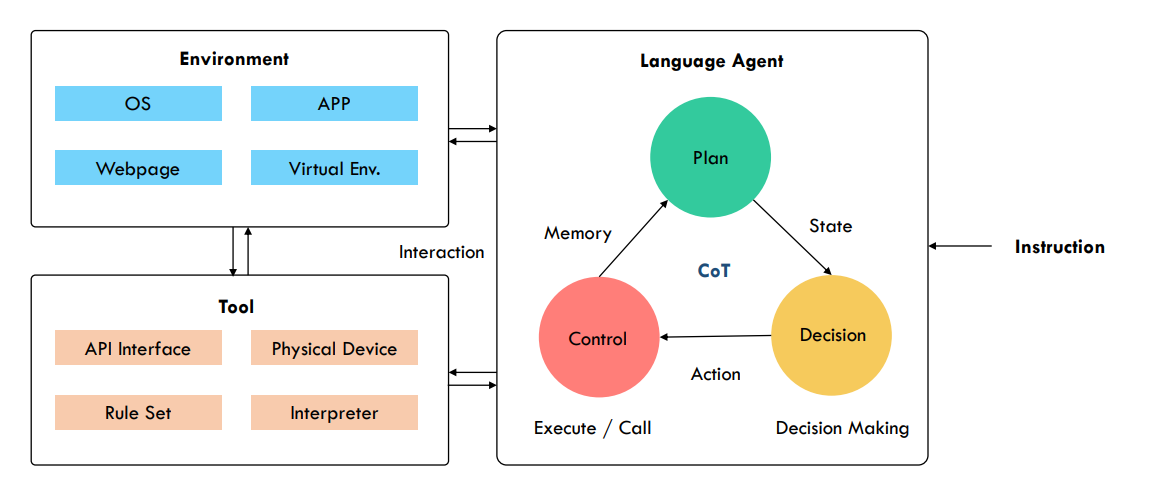 Environment
OS
APP
Webpage
Virtual Env.
Interaction
Tool
API Interface
Physical Device
Rule Set
Interpreter
Language Agent
Plan
Memory
State
CoT
Control
Decision
Action
Execute / Call
Decision Making
Instruction